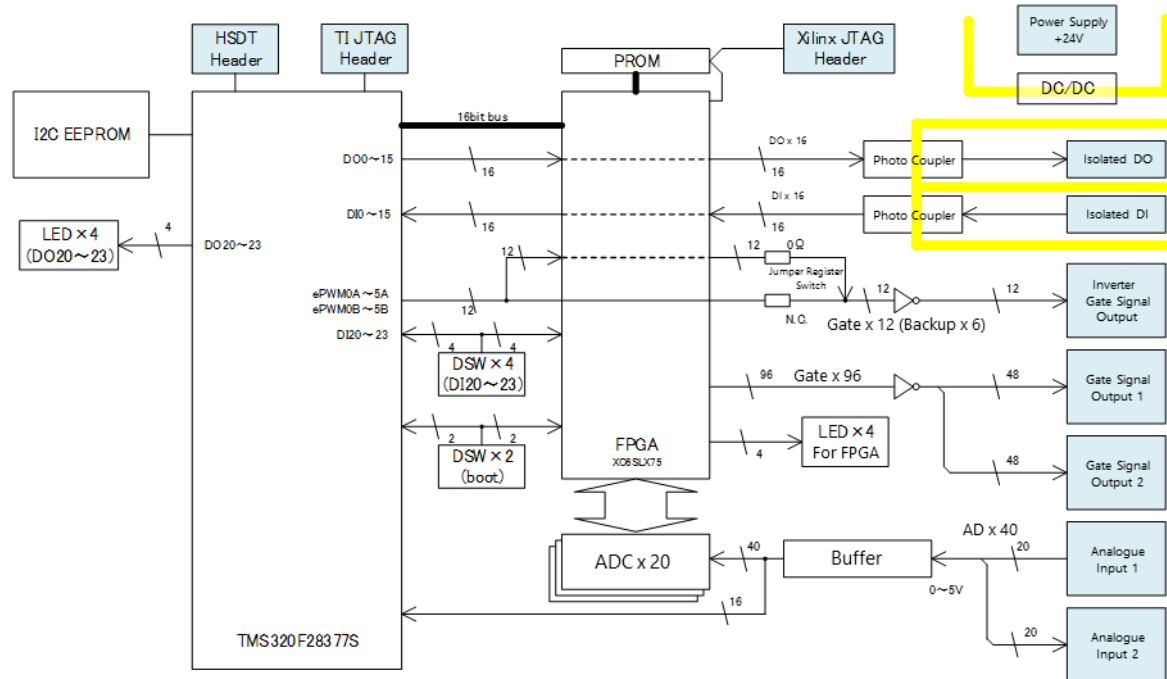 HSDT
Header
TI JTAG
Header
PROM
Xilinx JTAG
Header
Power Supply
+24V
DC/DC
I2C EEPROM
16bit bus
DO0～15
16
DO x 16
16
Photo Coupler
Isolated DO
DI0～15
16
DI x 16
16
Photo Coupler
Isolated DI
LED×4
(DO20～23)
4
DO20～23
12
12
0Ω
Jumper Register
Switch
ePWM0A～5A
ePWM0B～5B
12
N.C.
12
12
Gate x 12 (Backup x 6)
Inverter
Gate Signal
Output
DI20～23
4
4
DSW×4
(DI20～23)
96
Gate x 96
48
Gate Signal
Output 1
2
2
DSW×2
(boot)
FPGA
XC6SLX75
4
LED×4
For FPGA
48
Gate Signal
Output 2
ADC x 20
40
Buffer
0～5V
AD x 40
20
Analogue
Input 1
16
20
Analogue
Input 2
TMS320F28377S